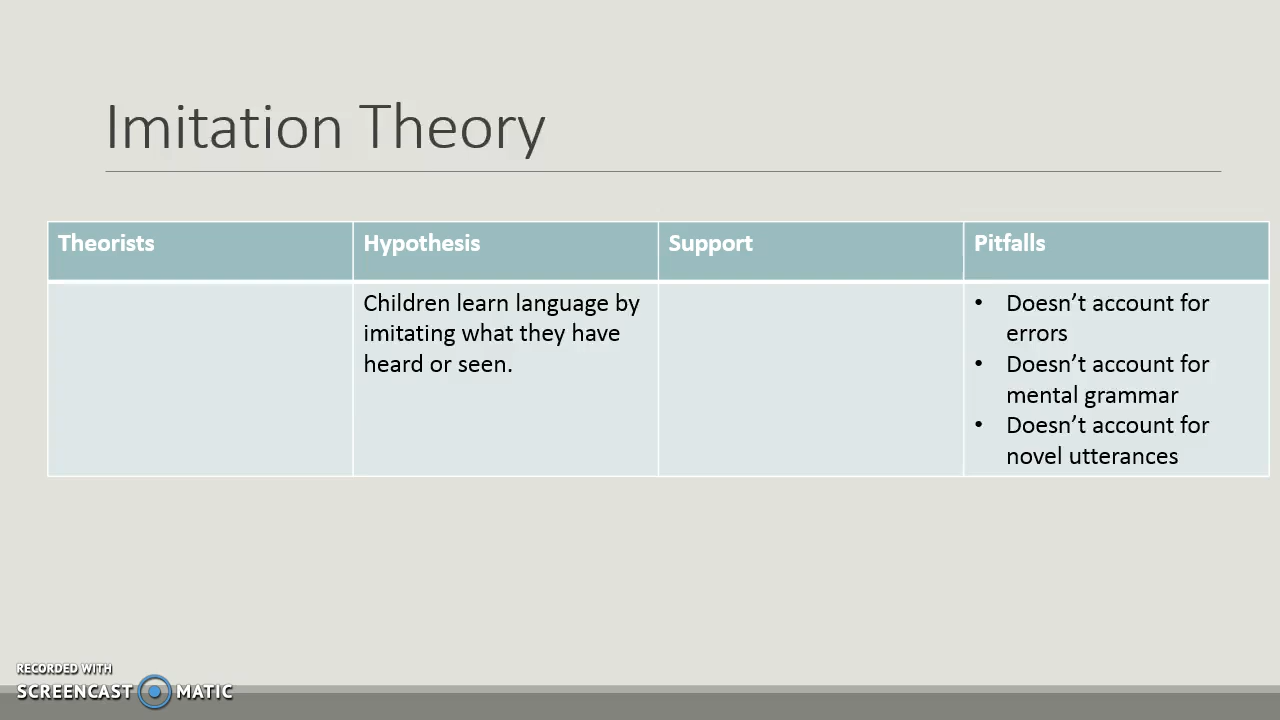 Imitation Theory
Theorists
Hypothesis
Support
Pitfalls
Children learn language by
imitating what they have
heard or seen.
• Doesn’t account for
errors
• Doesn’t account for
mental grammar
• Doesn’t account for
novel utterances
RECORDED WITH
SCREENCAST MATIC